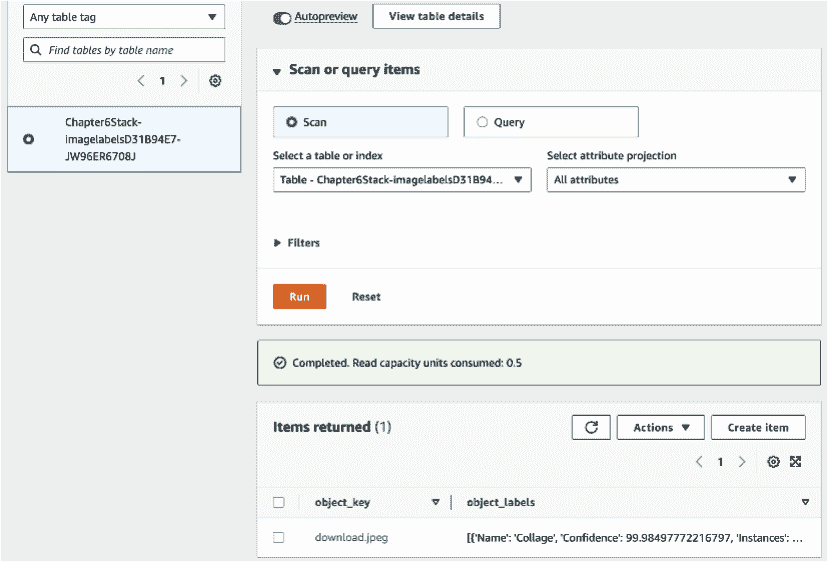 Any table tag
Find tables by table name
1
Chapter6Stack-
imagelabelsD31B94E7-
JW96ER6708J
Autopreview
View table details
Scan or query items
Scan
Query
Select a table or index
Select attribute projection
Table - Chapter6Stack-imagelabelsD31B94...
All attributes
Filters
Run
Reset
Completed. Read capacity units consumed: 0.5
Items returned (1)
Actions
Create item
1
object_key
object_labels
download.jpeg
[{'Name': 'Collage', 'Confidence': 99.98497772216797, 'Instances': ...